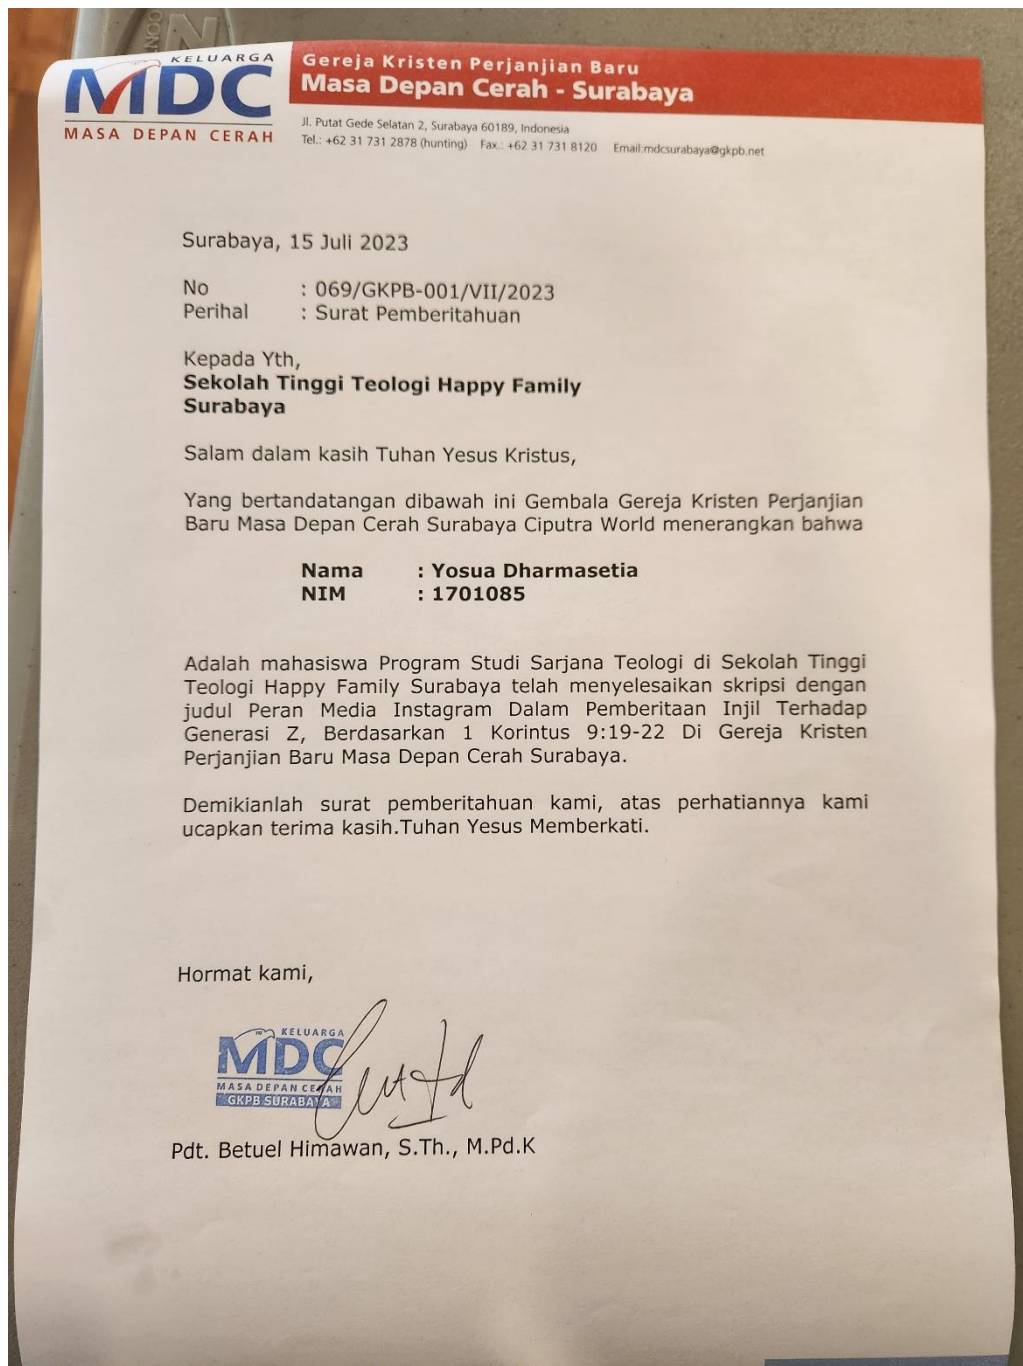 KELUARGA
MDC
MASA DEPAN CERAH
Gereja Kristen Perjanjian Baru
Masa Depan Cerah - Surabaya
Jl. Putat Gede Selatan 2, Surabaya 60189, Indonesia
Tel.: +62 31 731 2878 (hunting) Fax.: +62 31 731 8120 Email:mdcsurabaya@gkpb.net
Surabaya, 15 Juli 2023
No : 069/GKPB-001/VII/2023
Perihal : Surat Pemberitahuan
Kepada Yth,
Sekolah Tinggi Teologi Happy Family
Surabaya
Salam dalam kasih Tuhan Yesus Kristus,
Yang bertandatangan dibawah ini Gembala Gereja Kristen Perjanjian
Baru Masa Depan Cerah Surabaya Ciputra World menerangkan bahwa
Nama : Yosua Dharmasetia
NIM : 1701085
Adalah mahasiswa Program Studi Sarjana Teologi di Sekolah Tinggi
Teologi Happy Family Surabaya telah menyelesaikan skripsi dengan
judul Peran Media Instagram Dalam Pemberitaan Injil Terhadap
Generasi Z, Berdasarkan 1 Korintus 9:19-22 Di Gereja Kristen
Perjanjian Baru Masa Depan Cerah Surabaya.
Demikianlah surat pemberitahuan kami, atas perhatiannya kami
ucapkan terima kasih.Tuhan Yesus Memberkati.
Hormat kami,
KELUARGA
MDC
MASA DEPAN CERAH
GKPB SURABAYA
Pdt. Betuel Himawan, S.Th., M.Pd.K